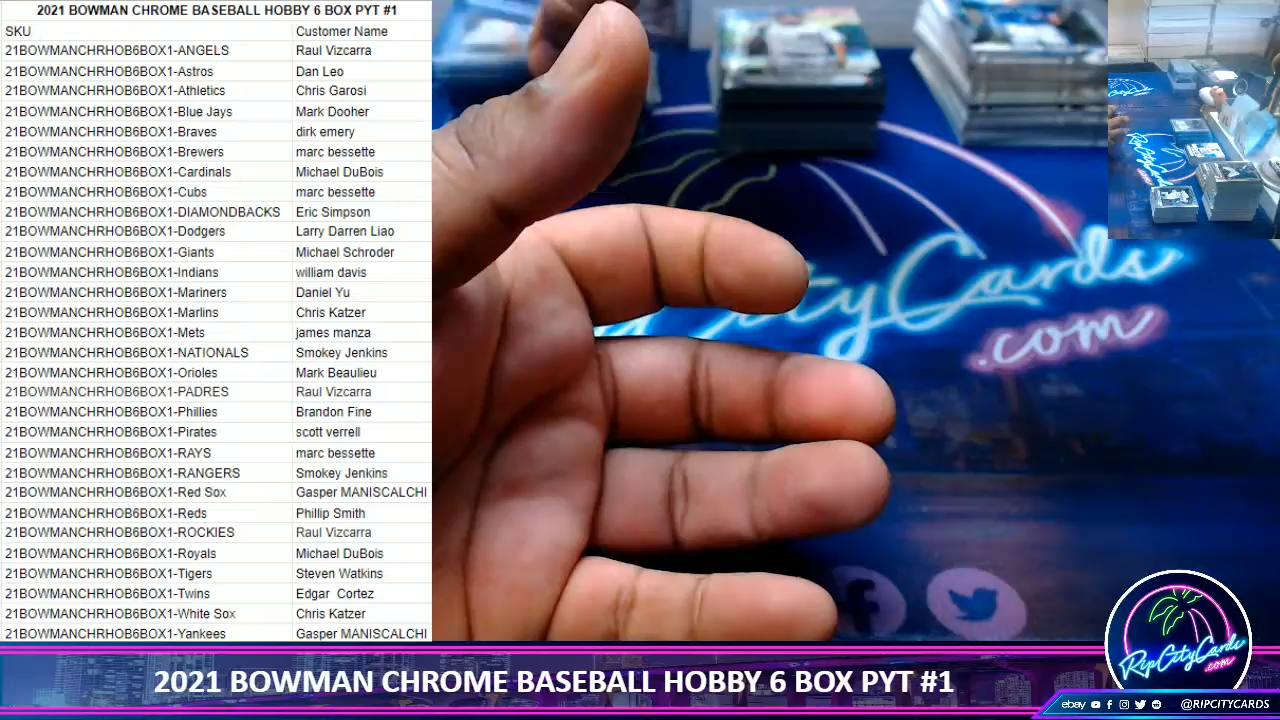 2021 BOWMAN CHROME BASEBALL HOBBY 6 BOX PYT #1
SKU Customer Name
21BOWMANCHRHOB6BOX1-ANGELS Raul Vizcarra
21BOWMANCHRHOB6BOX1-Astros Dan Leo
21BOWMANCHRHOB6BOX1-Athletics Chris Garosi
21BOWMANCHRHOB6BOX1-Blue Jays Mark Dooher
21BOWMANCHRHOB6BOX1-Braves dirk emery
21BOWMANCHRHOB6BOX1-Brewers marc bessette
21BOWMANCHRHOB6BOX1-Cardinals Michael DuBois
21BOWMANCHRHOB6BOX1-Cubs marc bessette
21BOWMANCHRHOB6BOX1-DIAMONDBACKS Eric Simpson
21BOWMANCHRHOB6BOX1-Dodgers Larry Darren Liao
21BOWMANCHRHOB6BOX1-Giants Michael Schroder
21BOWMANCHRHOB6BOX1-Indians william davis
21BOWMANCHRHOB6BOX1-Mariners Daniel Yu
21BOWMANCHRHOB6BOX1-Marlins Chris Katzer
21BOWMANCHRHOB6BOX1-Mets james manza
21BOWMANCHRHOB6BOX1-NATIONALS Smokey Jenkins
21BOWMANCHRHOB6BOX1-Orioles Mark Beaulieu
21BOWMANCHRHOB6BOX1-PADRES Raul Vizcarra
21BOWMANCHRHOB6BOX1-Phillies Brandon Fine
21BOWMANCHRHOB6BOX1-Pirates scott verrell
21BOWMANCHRHOB6BOX1-RAYS marc bessette
21BOWMANCHRHOB6BOX1-RANGERS Smokey Jenkins
21BOWMANCHRHOB6BOX1-Red Sox Gasper MANISCALCHI
21BOWMANCHRHOB6BOX1-Reds Phillip Smith
21BOWMANCHRHOB6BOX1-ROCKIES Raul Vizcarra
21BOWMANCHRHOB6BOX1-Royals Michael DuBois
21BOWMANCHRHOB6BOX1-Tigers Steven Watkins
21BOWMANCHRHOB6BOX1-Twins Edgar Cortez
21BOWMANCHRHOB6BOX1-White Sox Chris Katzer
21BOWMANCHRHOB6BOX1-Yankees Gasper MANISCALCHI
tyCards
.com
RipCityCards
.com
2021 BOWMAN CHROME BASEBALL HOBBY 6 BOX PYT #1
ebay @RIPCITYCARDS